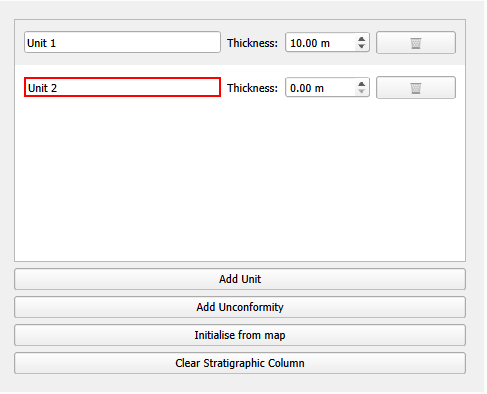 Unit 1 Thickness: 10.00 m
Unit 2 Thickness: 0.00 m
Add Unit
Add Unconformity
Initialise from map
Clear Stratigraphic Column